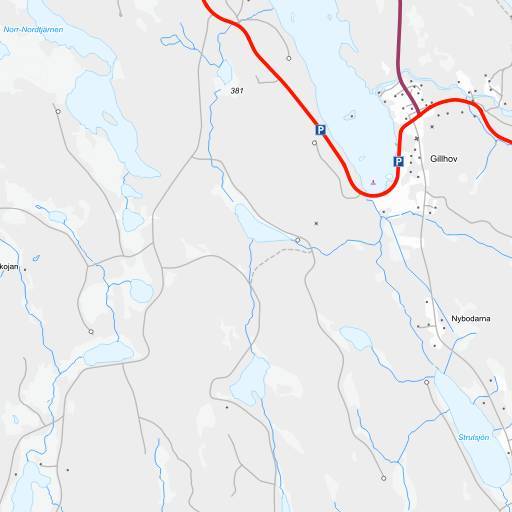 Norr-Nordtjärnen
381
P
P
Gillhov
kojan
Nybodarna
Strulsjön